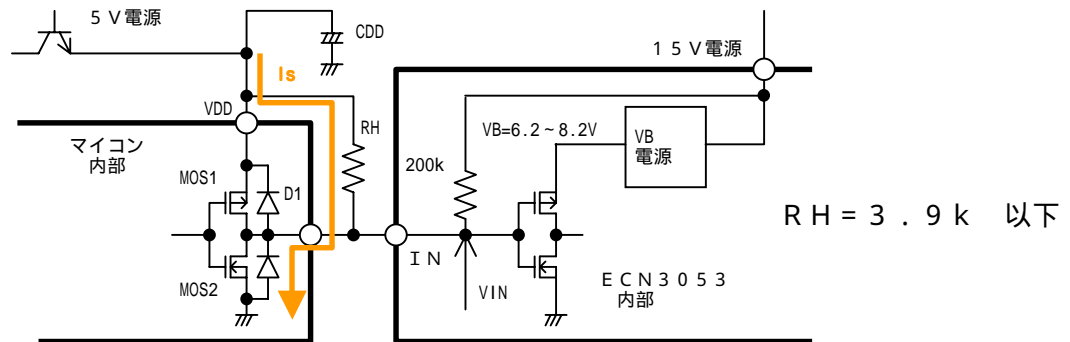 5V電源
CDD
15V電源
Is
VDD
RH
VB=6.2~8.2V
VB
電源
マイコン
内部
200k
MOS1
D1
RH=3.9k 以下
IN
MOS2
VIN
ECN3053
内部